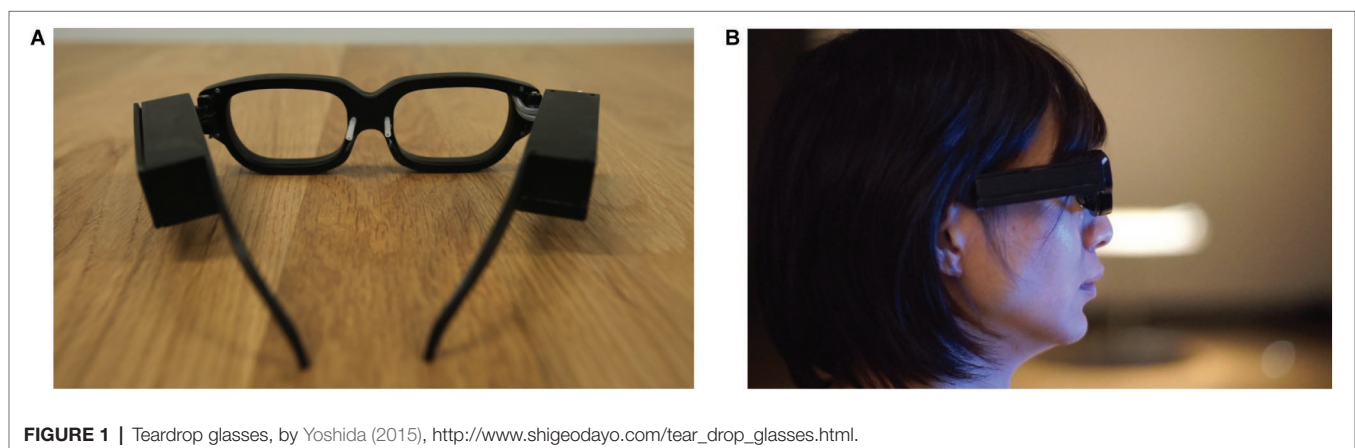 A
B
FIGURE 1 | Teardrop glasses, by Yoshida (2015), http://www.shigeodayo.com/tear_drop_glasses.html.